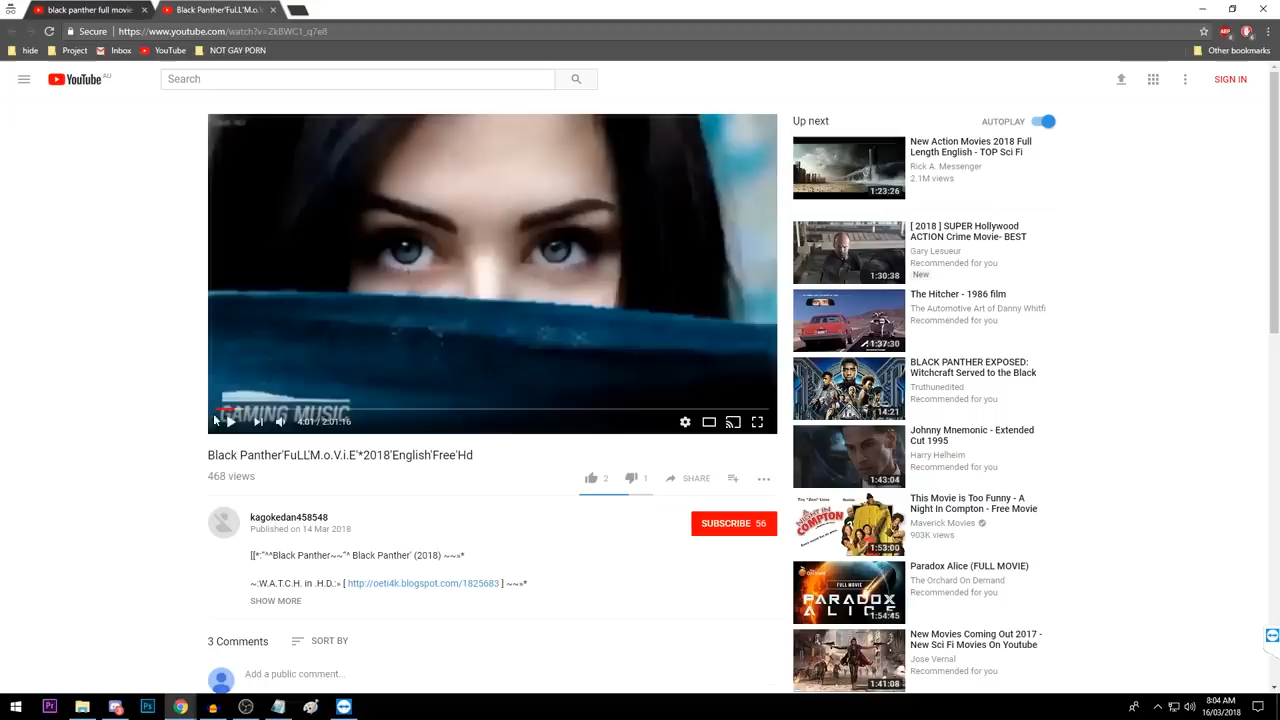 black panther full movie
Black Panther'FuLL'M.o.V
Secure
https://www.youtube.com/watch?v=ZkBWC1_q7e8
hide
Project
Inbox
YouTube
NOT GAY PORN
Other bookmarks
YouTube AU
Search
SIGN IN
Up next
AUTOPLAY
New Action Movies 2018 Full
Length English - TOP Sci Fi
Rick A. Messenger
2.1M views
1:23:26
[ 2018 ] SUPER Hollywood
ACTION Crime Movie- BEST
Gary Lesueur
Recommended for you
New
1:30:38
The Hitcher - 1986 film
The Automotive Art of Danny Whitfi
Recommended for you
1:37:30
BLACK PANTHER EXPOSED:
Witchcraft Served to the Black
Truthunedited
Recommended for you
14:21
GAMING MUSIC
4:01 / 2:01:16
Black Panther'FuLL'M.o.V.i.E'*2018'English'Free'Hd
468 views
2
1
SHARE
Johnny Mnemonic - Extended
Cut 1995
Harry Helheim
Recommended for you
1:43:04
kagokedan458548
Published on 14 Mar 2018
SUBSCRIBE 56
[[*:"^^Black Panther~~"^ Black Panther' (2018) ~~»*
~:W.A.T.C.H. in .H.D.:» [ http://oeti4k.blogspot.com/1825683 ] ~~»*
SHOW MORE
This Movie is Too Funny - A
Night in Compton - Free Movie
Maverick Movies
903K views
A NIGHT IN
COMPTON
1:53:00
Paradox Alice (FULL MOVIE)
The Orchard On Demand
Recommended for you
FULL MOVIE
PARADOX
ALICE
1:54:45
3 Comments
SORT BY
Add a public comment...
New Movies Coming Out 2017 -
New Sci Fi Movies On Youtube
Jose Vernal
Recommended for you
1:41:08
8:04 AM
16/03/2018